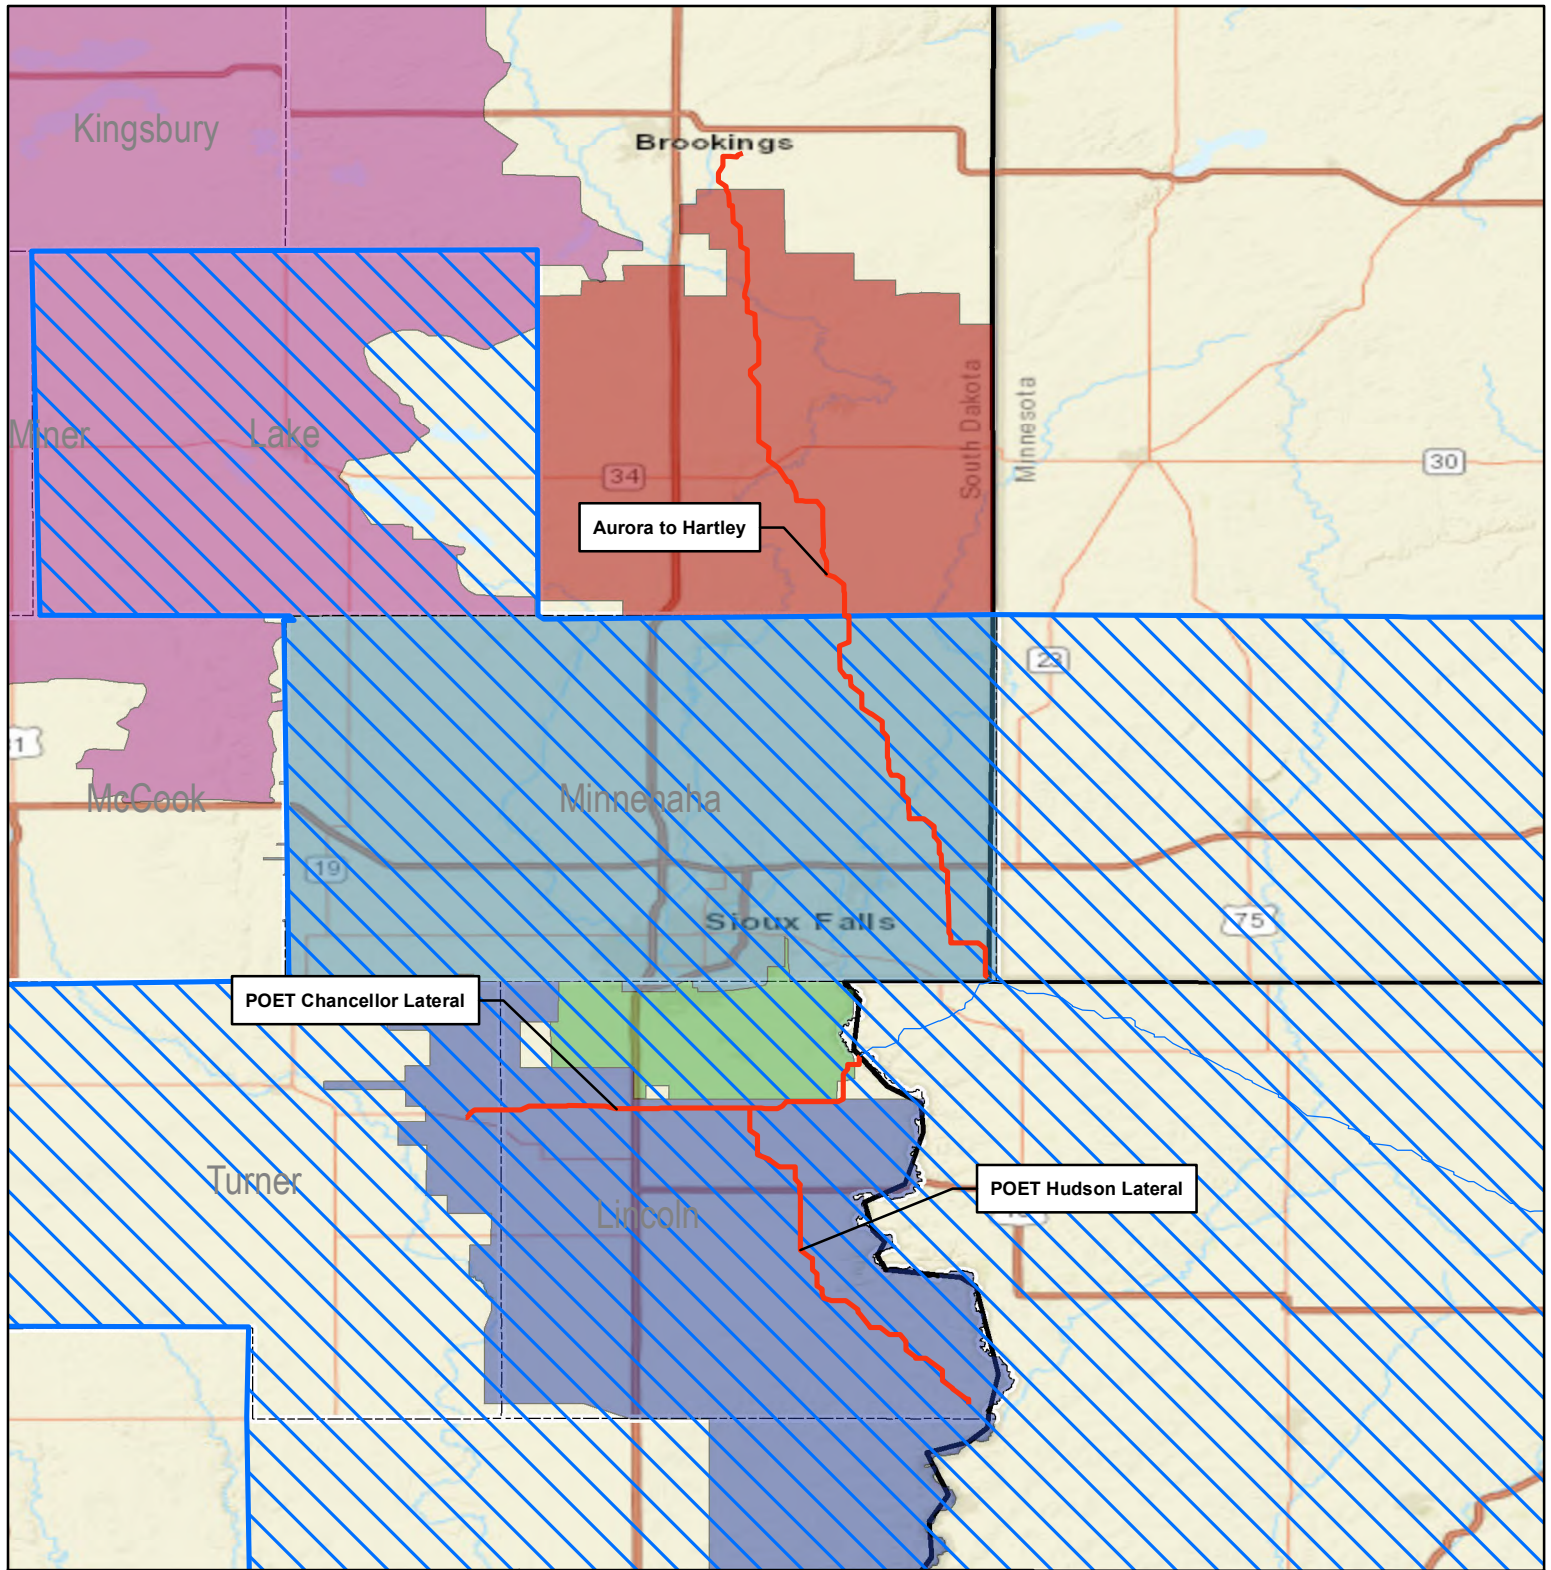 Kingsbury
Brookings
South Dakota
Minnesota
Miner
Lake
34
30
Aurora to Hartley
23
McCook
Minnehaha
19
Sioux Falls
75
POET Chancellor Lateral
Turner
POET Hudson Lateral
Lincoln